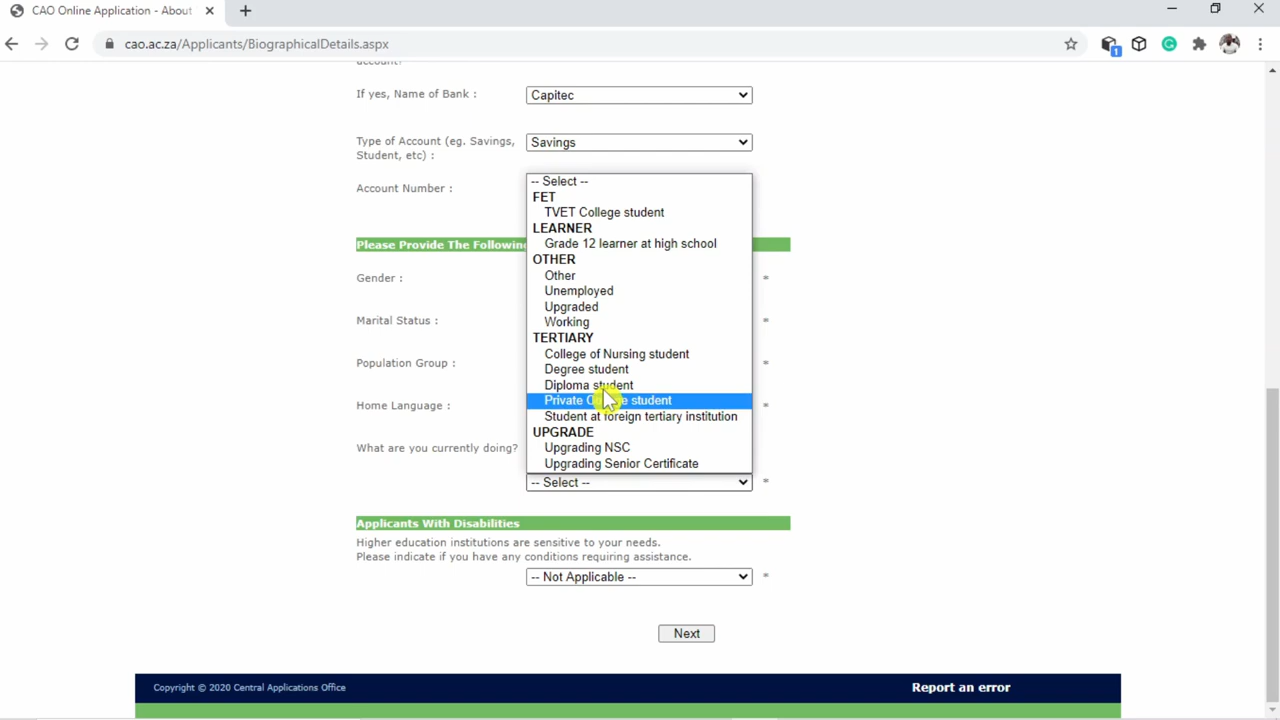 CAO Online Application - About
cao.ac.za/Applicants/BiographicalDetails.aspx
1
account?
If yes, Name of Bank :
Capitec
Type of Account (eg. Savings,
Student, etc) :
Savings
Account Number :
-- Select --
FET
TVET College student
LEARNER
Grade 12 learner at high school
OTHER
Other
Unemployed
Upgraded
Working
TERTIARY
College of Nursing student
Degree student
Diploma student
Private College student
Student at foreign tertiary institution
UPGRADE
Upgrading NSC
Upgrading Senior Certificate
Please Provide The Following
Gender :
*
Marital Status :
*
Population Group :
*
Home Language :
*
What are you currently doing?
-- Select --
*
Applicants With Disabilities
Higher education institutions are sensitive to your needs.
Please indicate if you have any conditions requiring assistance.
-- Not Applicable --
*
Next
Copyright © 2020 Central Applications Office
Report an error